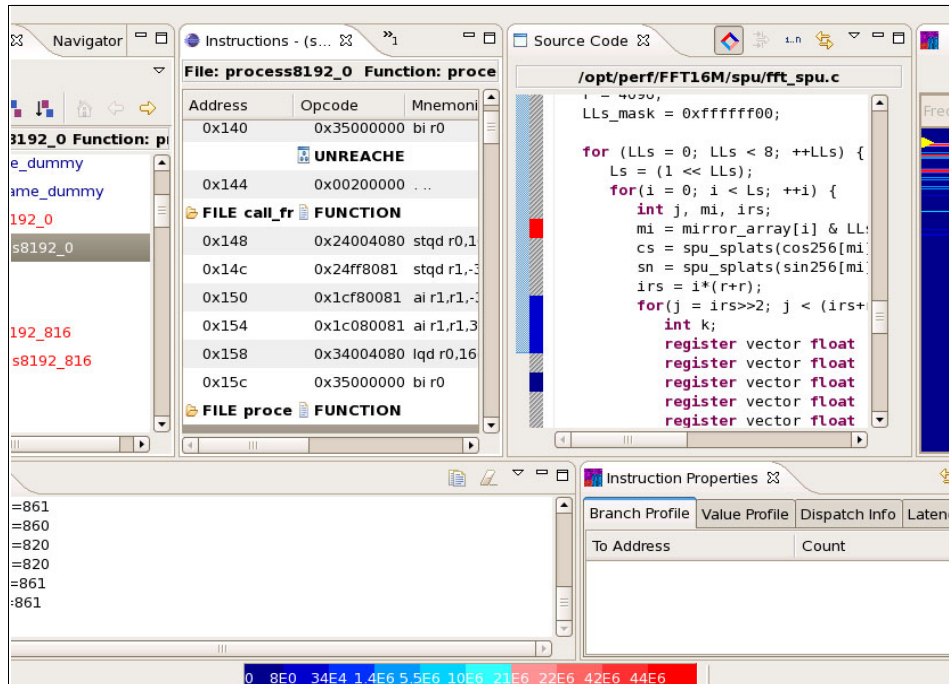 Navigator
8192_0 Function: p
e_dummy
ame_dummy
192_0
s8192_0
192_816
s8192_816
Instructions - (s...
»1
File: process8192_0 Function: proce
Address Opcode Mnemoni
0x140 0x35000000 bi r0
UNREACHE
0x144 0x00200000 . ..
FILE call_fr FUNCTION
0x148 0x24004080 stqd r0,1
0x14c 0x24ff8081 stqd r1,-3
0x150 0x1cf80081 ai r1,r1,-
0x154 0x1c080081 ai r1,r1,3
0x158 0x34004080 lqd r0,16
0x15c 0x35000000 bi r0
FILE proce FUNCTION
Source Code
1..n
/opt/perf/FFT16M/spu/fft_spu.c
r = 4096;
LLs_mask = 0xffffff00;
for (LLs = 0; LLs < 8; ++LLs) {
Ls = (1 << LLs);
for(i = 0; i < Ls; ++i) {
int j, mi, irs;
mi = mirror_array[i] & LLs
cs = spu_splats(cos256[mi]
sn = spu_splats(sin256[mi]
irs = i*(r+r);
for(j = irs>>2; j < (irs+
int k;
register vector float
register vector float
register vector float
register vector float
register vector float
Fred
=861
=860
=820
=820
=861
=861
Instruction Properties
Branch Profile Value Profile Dispatch Info Laten
To Address Count
0 8E0 34E4 1.4E6 5.5E6 10E6 21E6 22E6 42E6 44E6